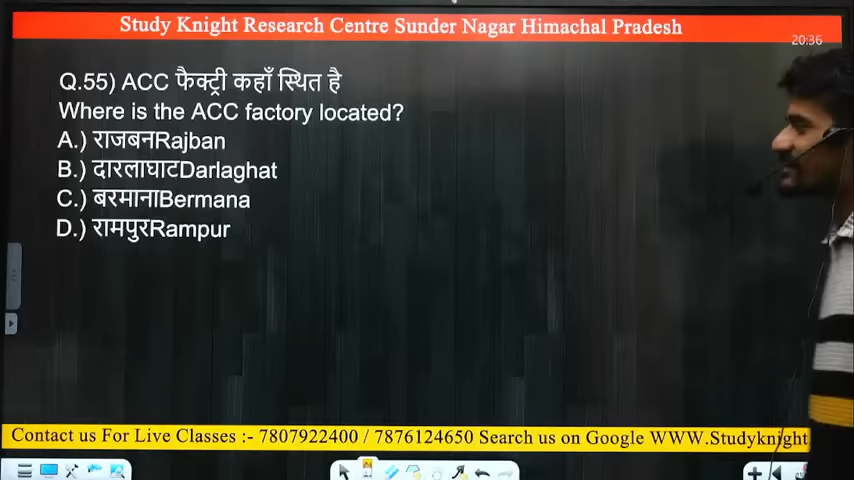 Study Knight Research Centre Sunder Nagar Himachal Pradesh
20:36
Q.55) ACC फैक्ट्री कहाँ स्थित है
Where is the ACC factory located?
A.) राजबनRajban
B.) दारलाघाटDarlaghat
C.) बरमानाBermana
D.) रामपुरRampur
Contact us For Live Classes :- 7807922400 / 7876124650 Search us on Google WWW.Studyknight